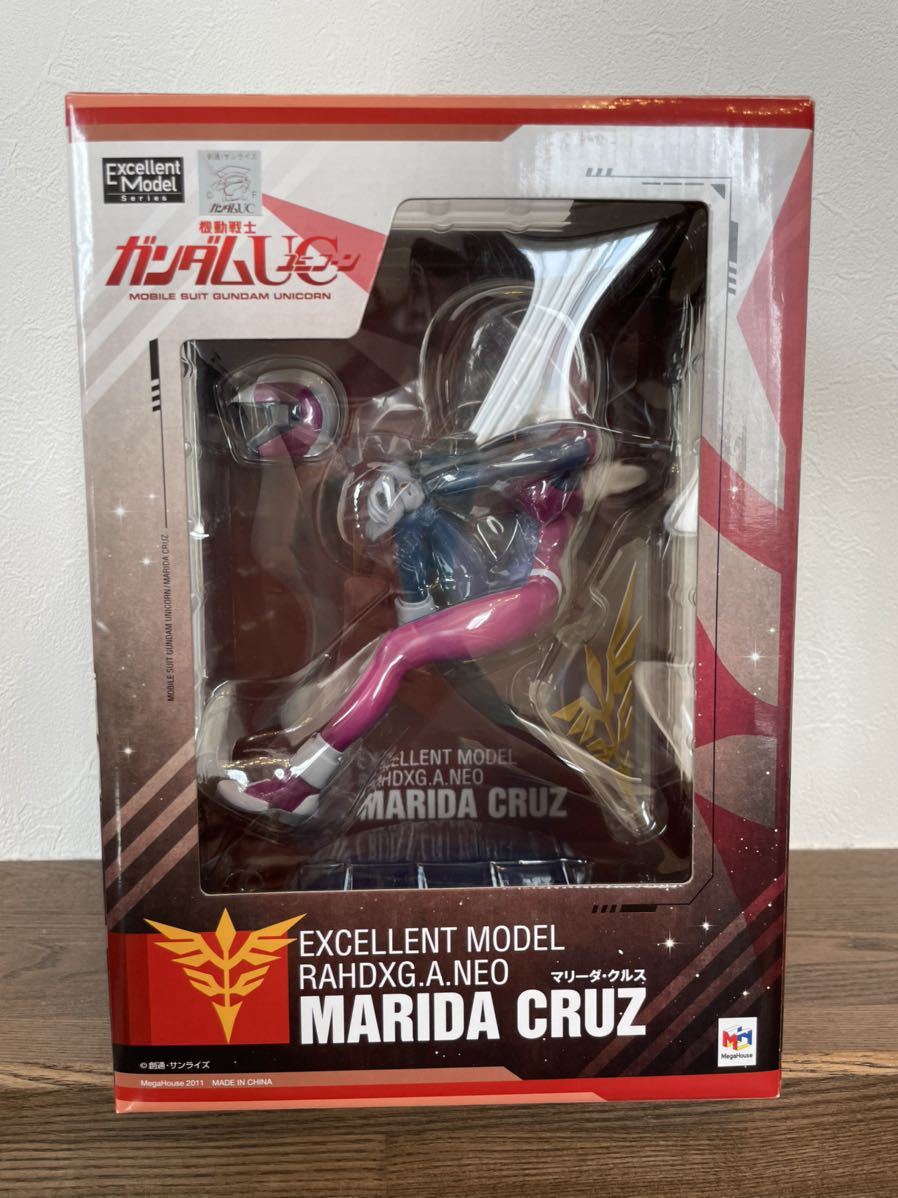 Excellent
Model
Series
創通・サンライズ
ガンダムUC
機動戦士
ガンダムUC
ユニコーン
MOBILE SUIT GUNDAM UNICORN
MOBILE SUIT GUNDAM UNICORN / MARIDA CRUZ
EXCELLENT MODEL
RAHDXG.A.NEO
MARIDA CRUZ
EXCELLENT MODEL
RAHDXG.A.NEO
マリーダ・クルス
MARIDA CRUZ
©創通・サンライズ
MegaHouse
MegaHouse 2011 MADE IN CHINA